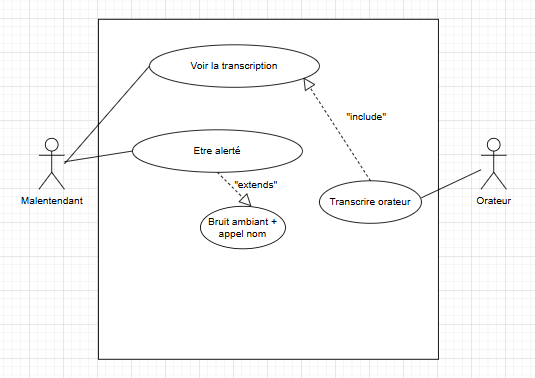 Voir la transcription
"include"
Etre alerté
"extends"
Malentendant
Transcrire orateur
Orateur
Bruit ambiant +
appel nom